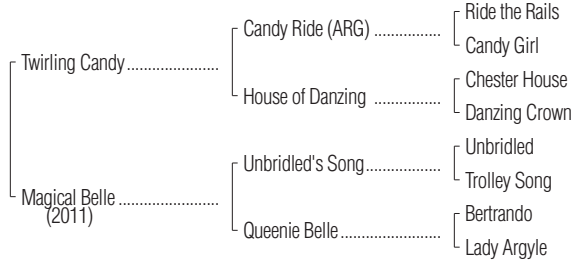 Ride the Rails
Candy Ride (ARG) ................
Candy Girl
Twirling Candy ......................
Chester House
House of Danzing ................
Danzing Crown
Unbridled
Unbridled's Song..................
Trolley Song
Magical Belle ........................
(2011)
Bertrando
Queenie Belle ........................
Lady Argyle